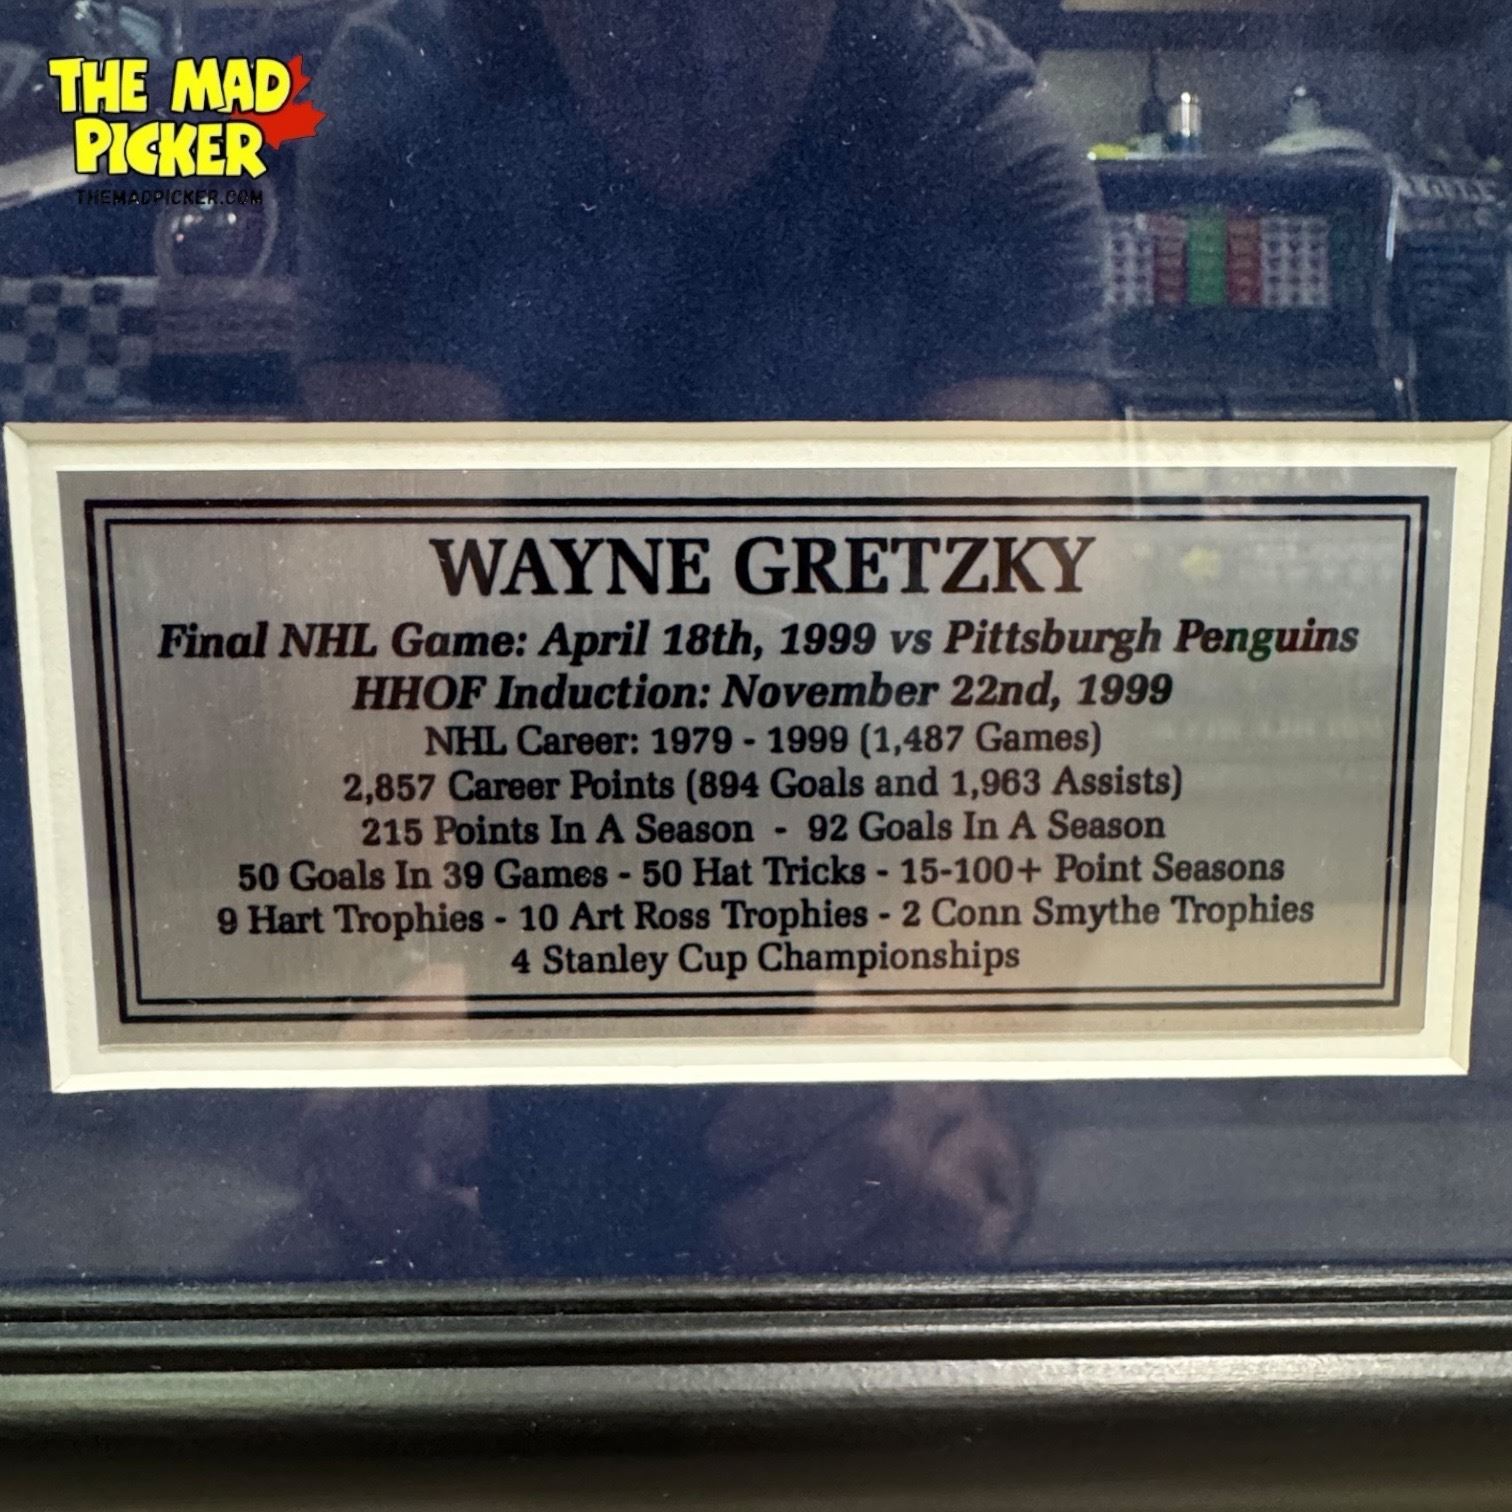 THE MAD
PICKER
THEMADPICKER.COM
WAYNE GRETZKY
Final NHL Game: April 18th, 1999 vs Pittsburgh Penguins
HHOF Induction: November 22nd, 1999
NHL Career: 1979 - 1999 (1,487 Games)
2,857 Career Points (894 Goals and 1,963 Assists)
215 Points In A Season - 92 Goals In A Season
50 Goals In 39 Games - 50 Hat Tricks - 15-100+ Point Seasons
9 Hart Trophies - 10 Art Ross Trophies - 2 Conn Smythe Trophies
4 Stanley Cup Championships